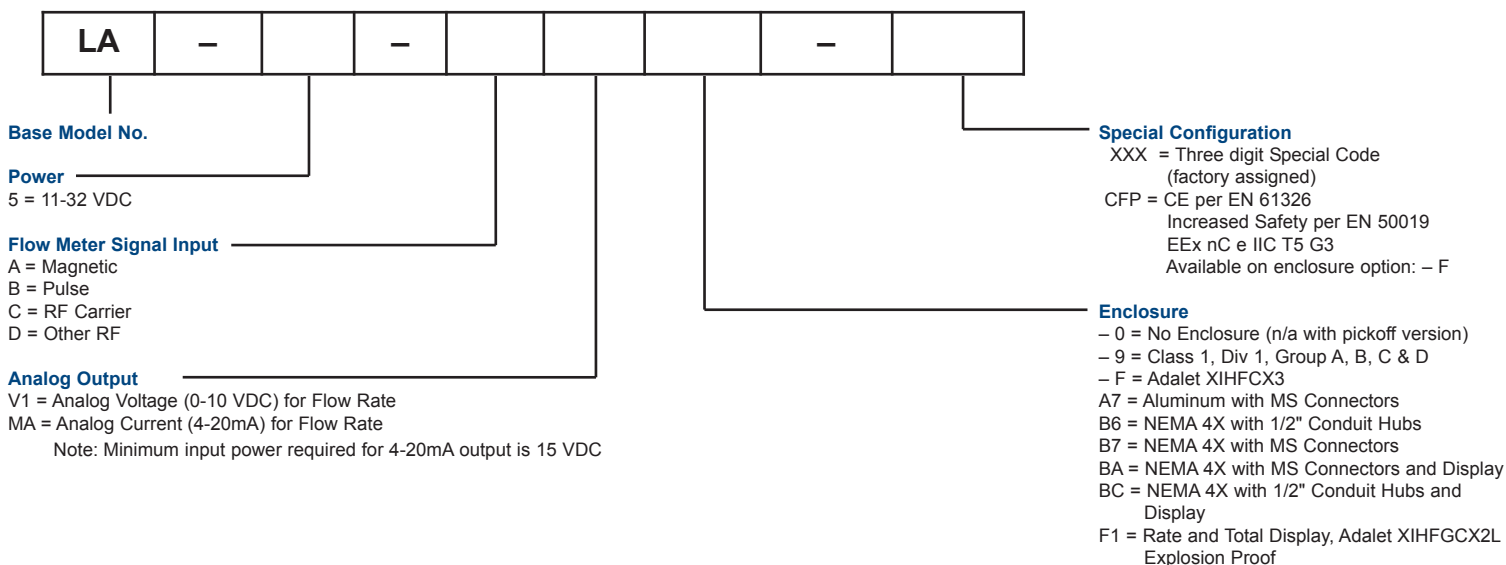 LA – – –
Base Model No.
Power
5 = 11-32 VDC
Flow Meter Signal Input
A = Magnetic
B = Pulse
C = RF Carrier
D = Other RF
Analog Output
V1 = Analog Voltage (0-10 VDC) for Flow Rate
MA = Analog Current (4-20mA) for Flow Rate
Note: Minimum input power required for 4-20mA output is 15 VDC
Special Configuration
XXX = Three digit Special Code
(factory assigned)
CFP = CE per EN 61326
Increased Safety per EN 50019
EEx nC e IIC T5 G3
Available on enclosure option: – F
Enclosure
– 0 = No Enclosure (n/a with pickoff version)
– 9 = Class 1, Div 1, Group A, B, C & D
– F = Adalet XIHFCX3
A7 = Aluminum with MS Connectors
B6 = NEMA 4X with 1/2" Conduit Hubs
B7 = NEMA 4X with MS Connectors
BA = NEMA 4X with MS Connectors and Display
BC = NEMA 4X with 1/2" Conduit Hubs and
Display
F1 = Rate and Total Display, Adalet XIHFGCX2L
Explosion Proof